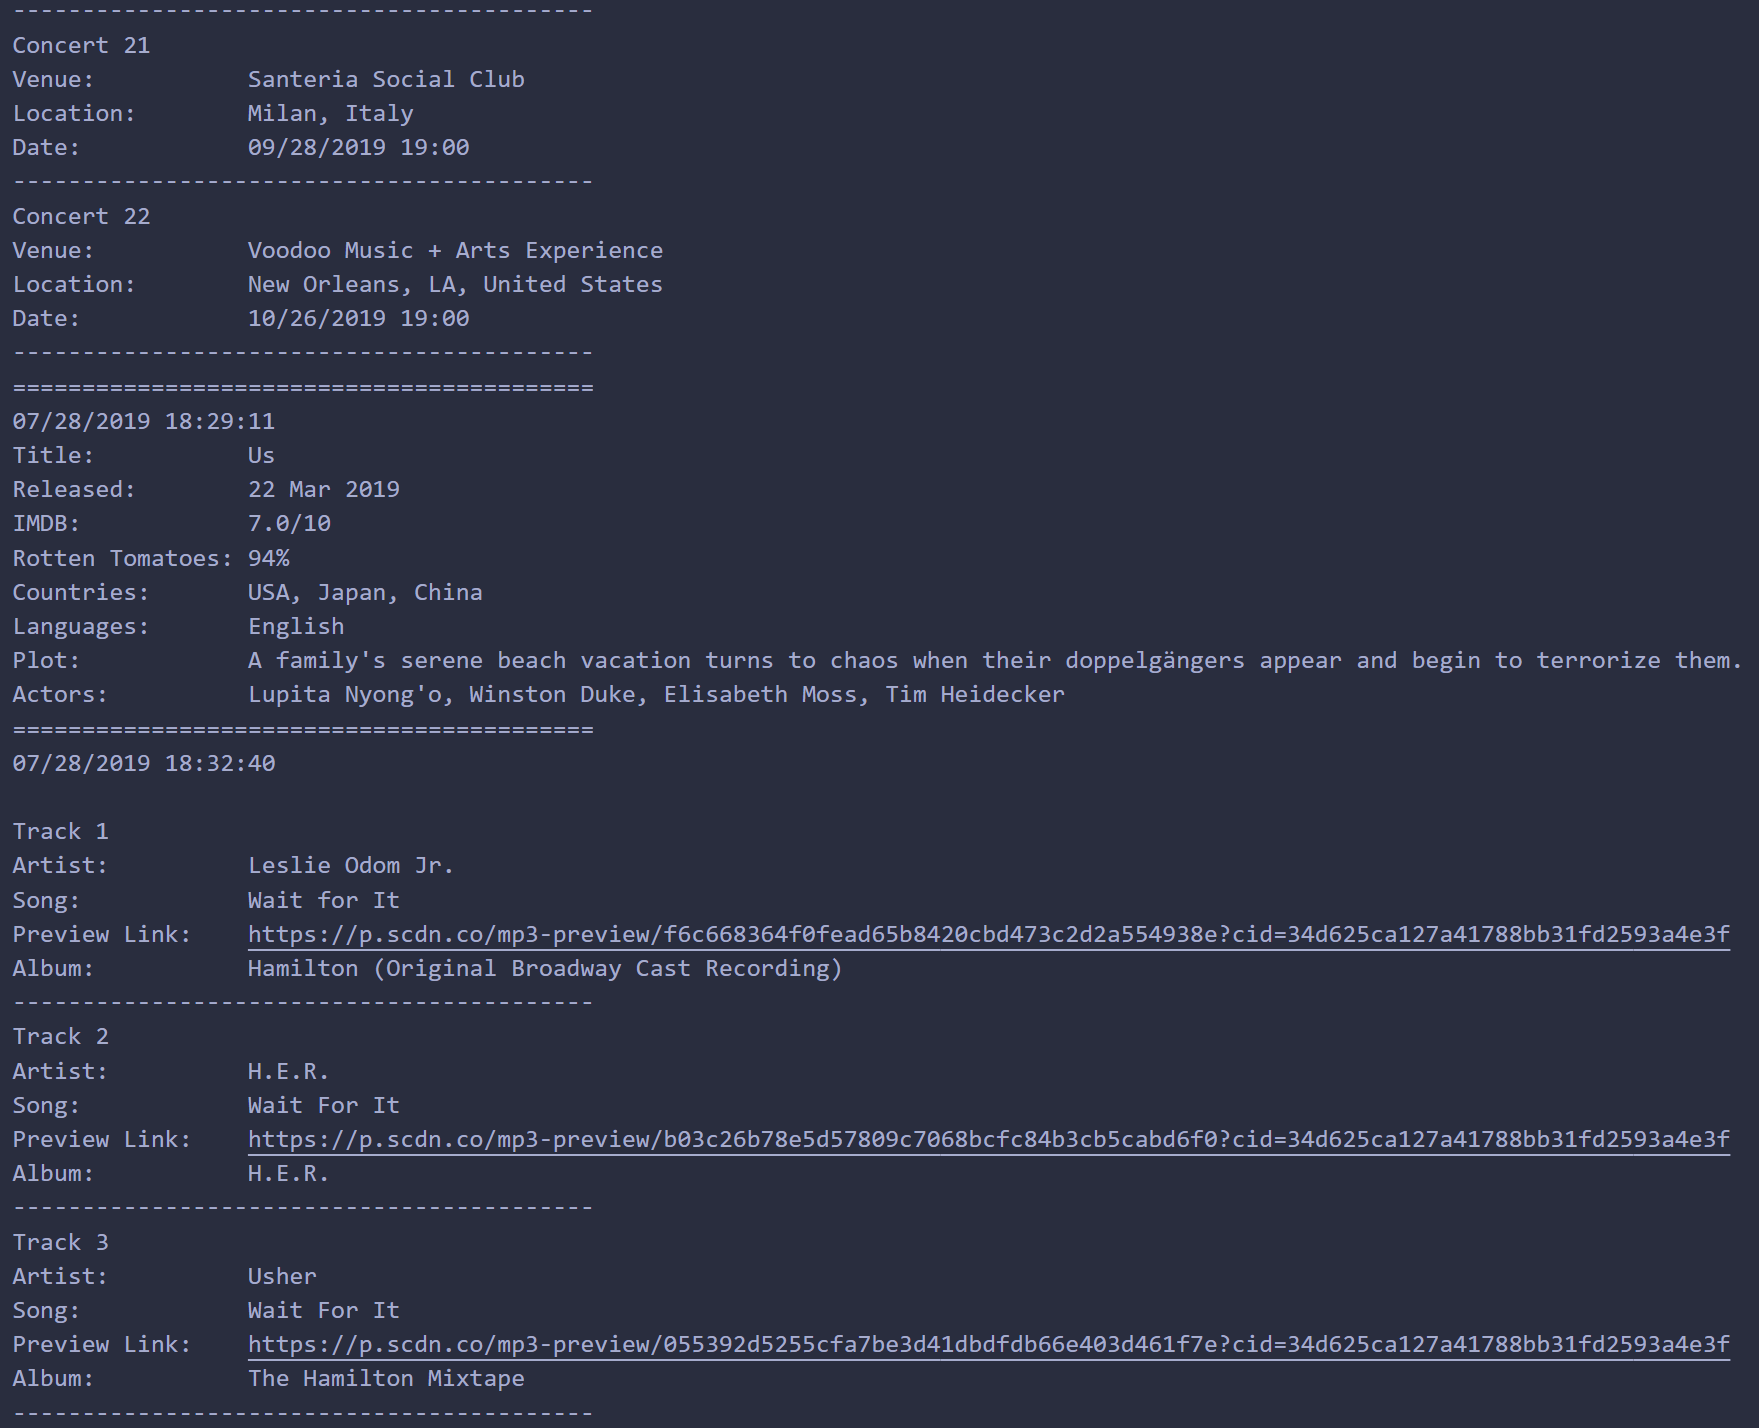 ------------------------------------------
Concert 21
Venue:           Santeria Social Club
Location:        Milan, Italy
Date:            09/28/2019 19:00
------------------------------------------
Concert 22
Venue:           Voodoo Music + Arts Experience
Location:        New Orleans, LA, United States
Date:            10/26/2019 19:00
------------------------------------------
==========================================
07/28/2019 18:29:11
Title:           Us
Released:        22 Mar 2019
IMDB:            7.0/10
Rotten Tomatoes: 94%
Countries:       USA, Japan, China
Languages:       English
Plot:            A family's serene beach vacation turns to chaos when their doppelgängers appear and begin to terrorize them.
Actors:          Lupita Nyong'o, Winston Duke, Elisabeth Moss, Tim Heidecker
==========================================
07/28/2019 18:32:40

Track 1
Artist:          Leslie Odom Jr.
Song:            Wait for It
Preview Link:    https://p.scdn.co/mp3-preview/f6c668364f0fead65b8420cbd473c2d2a554938e?cid=34d625ca127a41788bb31fd2593a4e3f
Album:           Hamilton (Original Broadway Cast Recording)
------------------------------------------
Track 2
Artist:          H.E.R.
Song:            Wait For It
Preview Link:    https://p.scdn.co/mp3-preview/b03c26b78e5d57809c7068bcfc84b3cb5cabd6f0?cid=34d625ca127a41788bb31fd2593a4e3f
Album:           H.E.R.
------------------------------------------
Track 3
Artist:          Usher
Song:            Wait For It
Preview Link:    https://p.scdn.co/mp3-preview/055392d5255cfa7be3d41dbdfdb66e403d461f7e?cid=34d625ca127a41788bb31fd2593a4e3f
Album:           The Hamilton Mixtape
------------------------------------------